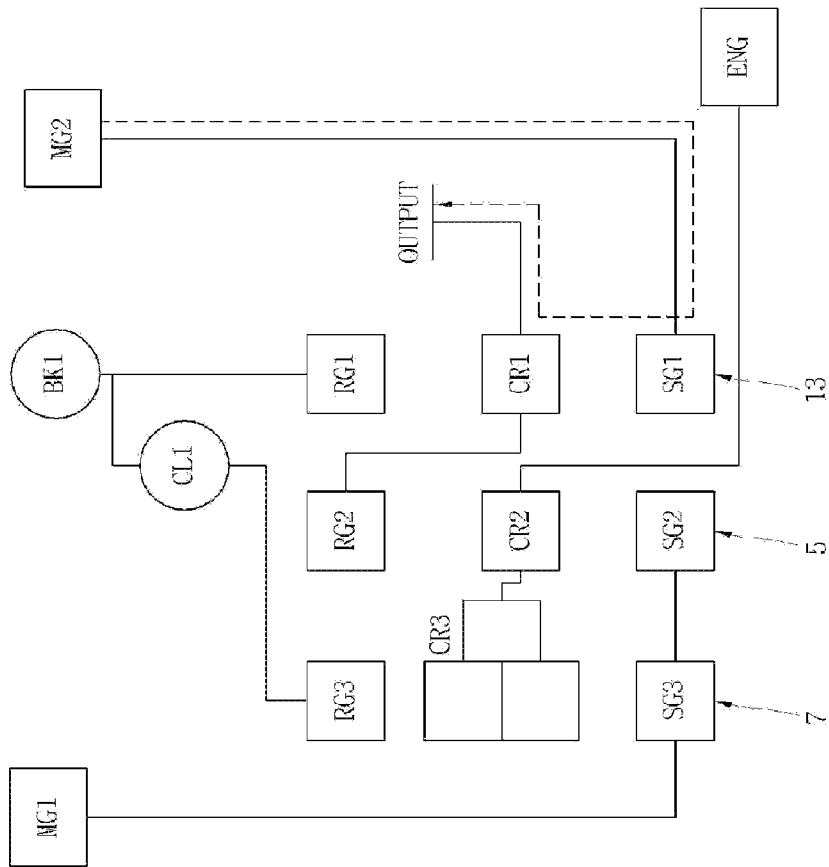 MG1
BK1
MG2
CL1
RG3
RG2
RG1
OUTPUT
CR3
CR2
CR1
SG3
SG2
SG1
ENG
7
5
13